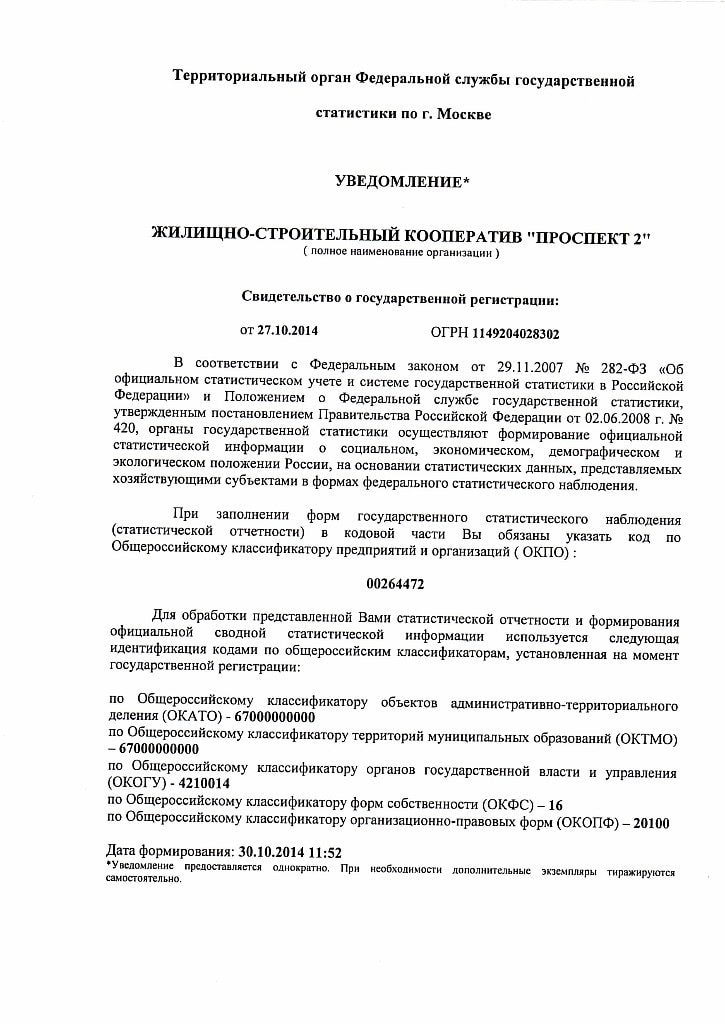 Территориальный орган Федеральной службы государственной
статистики по г. Москве
УВЕДОМЛЕНИЕ*
ЖИЛИЩНО-СТРОИТЕЛЬНЫЙ КООПЕРАТИВ "ПРОСПЕКТ 2"
( полное наименование организации )
Свидетельство о государственной регистрации:
от 27.10.2014 ОГРН 1149204028302
В соответствии с Федеральным законом от 29.11.2007 № 282-ФЗ «Об
официальном статистическом учете и системе государственной статистики в Российской
Федерации» и Положением о Федеральной службе государственной статистики,
утвержденным постановлением Правительства Российской Федерации от 02.06.2008 г. №
420, органы государственной статистики осуществляют формирование официальной
статистической информации о социальном, экономическом, демографическом и
экологическом положении России, на основании статистических данных, представляемых
хозяйствующими субъектами в формах федерального статистического наблюдения.
При заполнении форм государственного статистического наблюдения
(статистической отчетности) в кодовой части Вы обязаны указать код по
Общероссийскому классификатору предприятий и организаций ( ОКПО) :
00264472
Для обработки представленной Вами статистической отчетности и формирования
официальной сводной статистической информации используется следующая
идентификация кодами по общероссийским классификаторам, установленная на момент
государственной регистрации:
по Общероссийскому классификатору объектов административно-территориального
деления (ОКАТО) - 67000000000
по Общероссийскому классификатору территорий муниципальных образований (ОКТМО)
– 67000000000
по Общероссийскому классификатору органов государственной власти и управления
(ОКОГУ) - 4210014
по Общероссийскому классификатору форм собственности (ОКФС) – 16
по Общероссийскому классификатору организационно-правовых форм (ОКОПФ) – 20100
Дата формирования: 30.10.2014 11:52
*Уведомление предоставляется однократно. При необходимости дополнительные экземпляры тиражируются
самостоятельно.